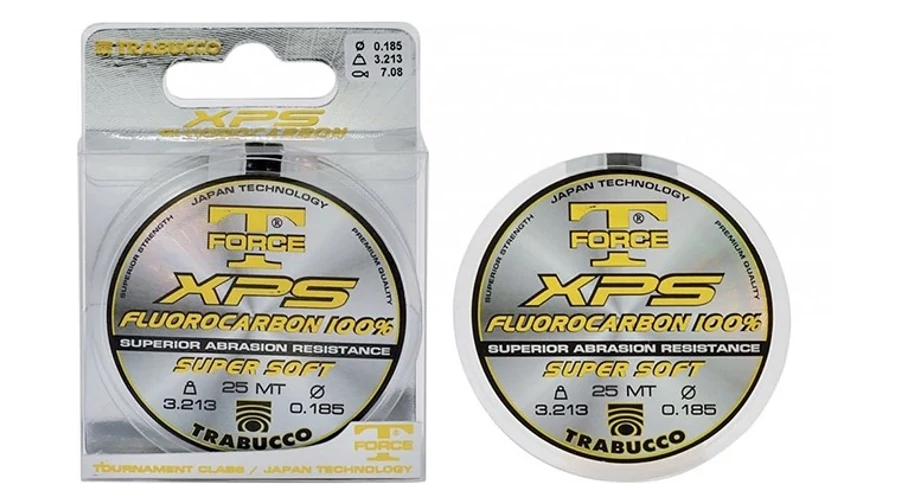 TRABUCCO
Ø 0.185
3.213
7.08
XPS
FLUOROCARBON
JAPAN TECHNOLOGY
SUPERIOR STRENGTH
PREMIUM QUALITY
T ®
FORCE
XPS
FLUOROCARBON 100%
SUPERIOR ABRASION RESISTANCE
SUPER SOFT
25 MT Ø
3.213 0.185
TRABUCCO
T FORCE
TOURNAMENT CLASS / JAPAN TECHNOLOGY
JAPAN TECHNOLOGY
SUPERIOR STRENGTH
PREMIUM QUALITY
T ®
FORCE
XPS
FLUOROCARBON 100%
SUPERIOR ABRASION RESISTANCE
SUPER SOFT
25 MT Ø
3.213 0.185
TRABUCCO